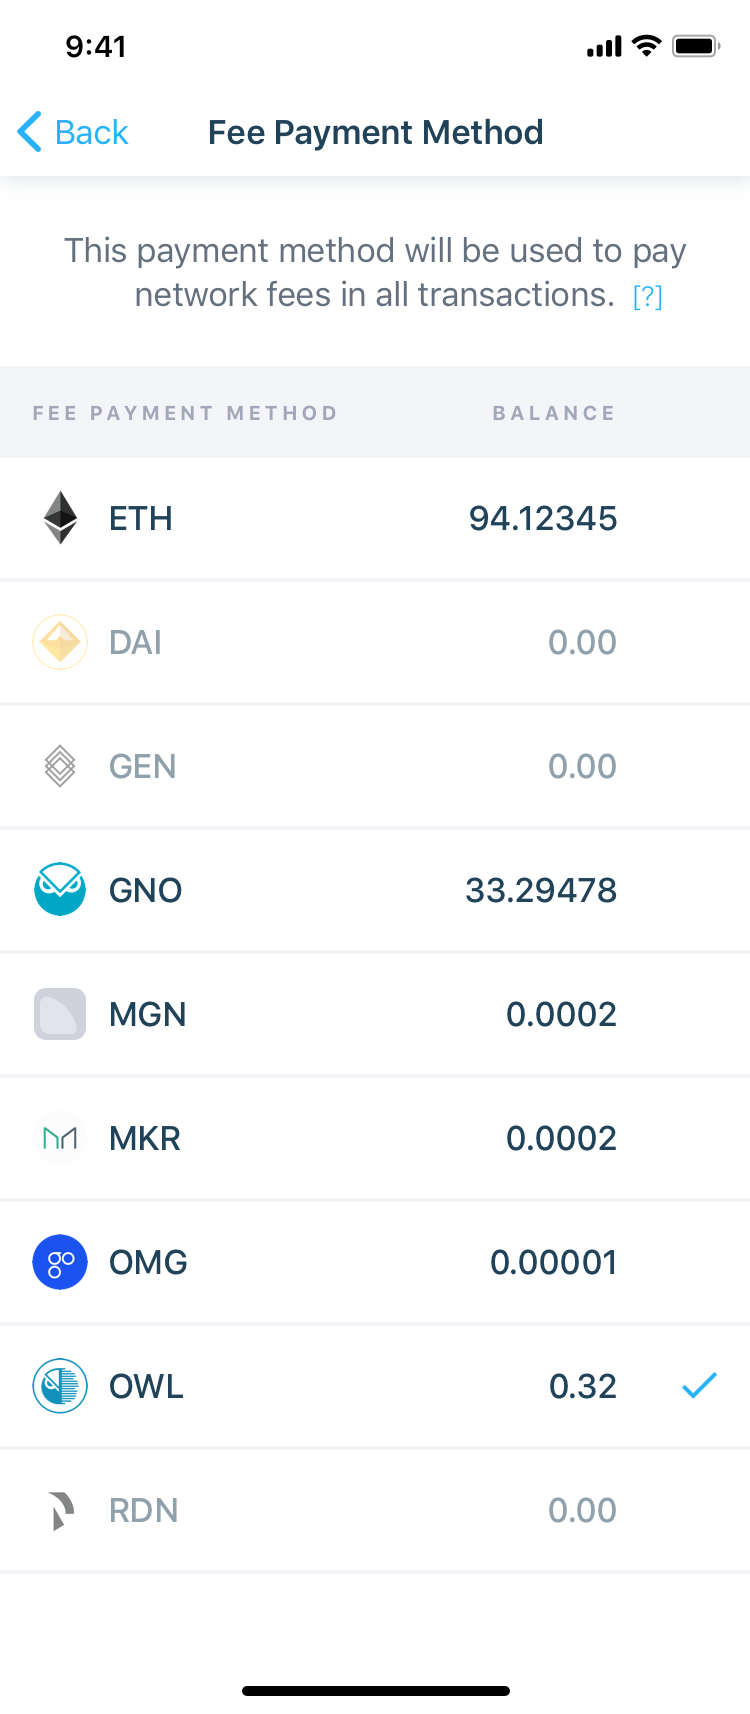 9:41
Back Fee Payment Method
This payment method will be used to pay
network fees in all transactions. [?]
FEE PAYMENT METHOD BALANCE
ETH 94.12345
DAI 0.00
GEN 0.00
GNO 33.29478
MGN 0.0002
MKR 0.0002
OMG 0.00001
OWL 0.32
RDN 0.00